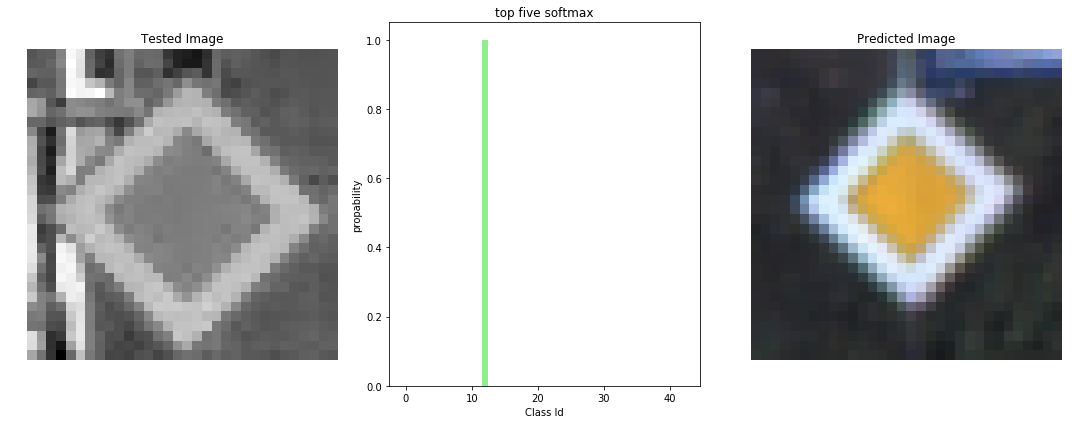 Tested Image
top five softmax
Predicted Image
1.0
0.8
0.6
0.4
0.2
0.0
propability
0 10 20 30 40
Class Id